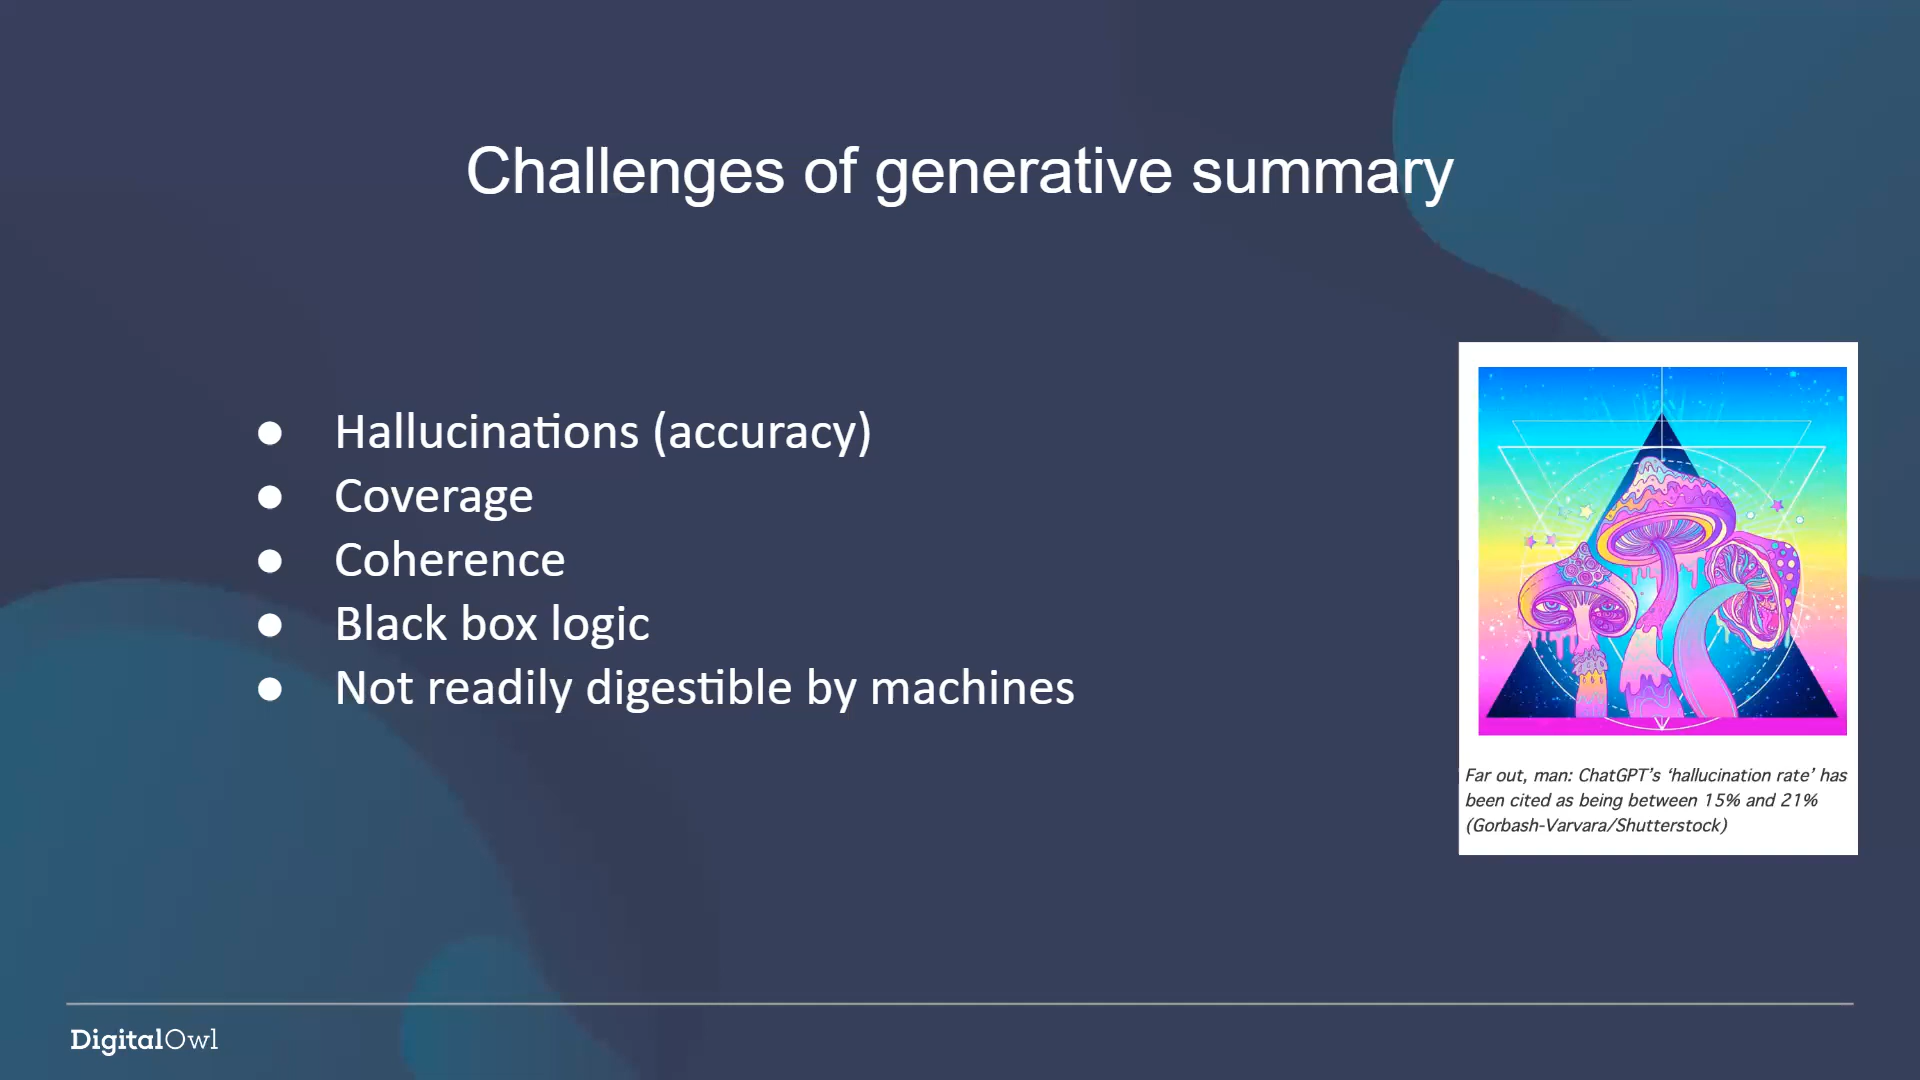 Challenges of generative summary
● Hallucinations (accuracy)
● Coverage
● Coherence
● Black box logic
● Not readily digestible by machines
Far out, man: ChatGPT’s ‘hallucination rate’ has
been cited as being between 15% and 21%
(Gorbash-Varvara/Shutterstock)
DigitalOwl